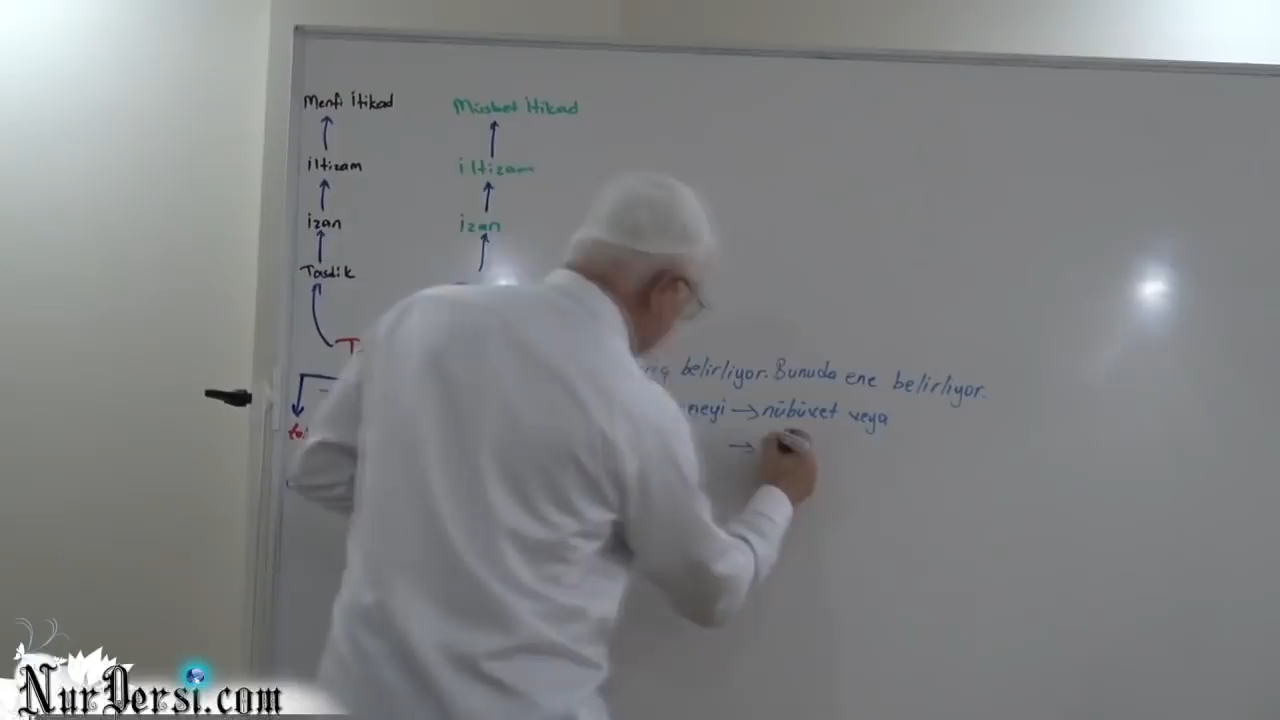 Menfi İtikad
Müsbet İtikad
iltizam
iltizam
izan
izan
Tasdik
belirliyor. Bunuda ene belirliyor.
neyi → nübüvvet veya
→
NurDersi.com